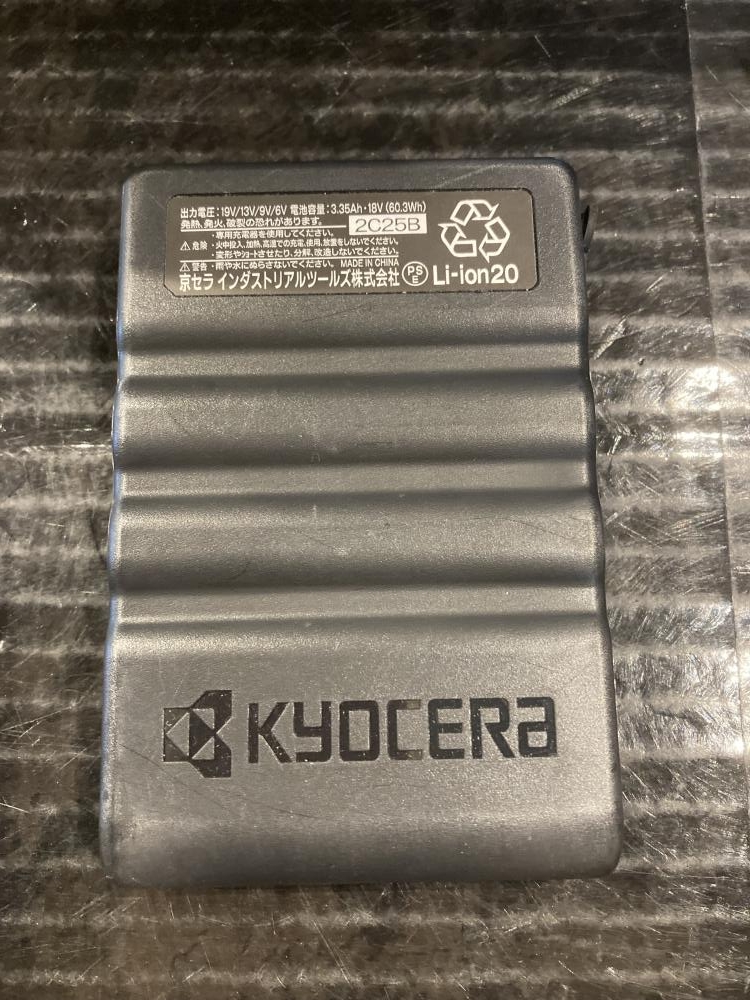 出力電圧:19V/13V/9V/6V 電池容量:3.35Ah・18V(60.3Wh)
発熱、発火、破裂の恐れがあります。 2C25B
・専用充電器を使用してください。
⚠危険 ・火中投入、加熱、高温での充電、使用、放置をしないでください。
・変形やショートさせたり、分解、改造しないでください。
⚠警告 ・雨や水にぬらさないでください。 MADE IN CHINA
京セラ インダストリアルツールズ株式会社 PSE Li-ion20
KYOCERA